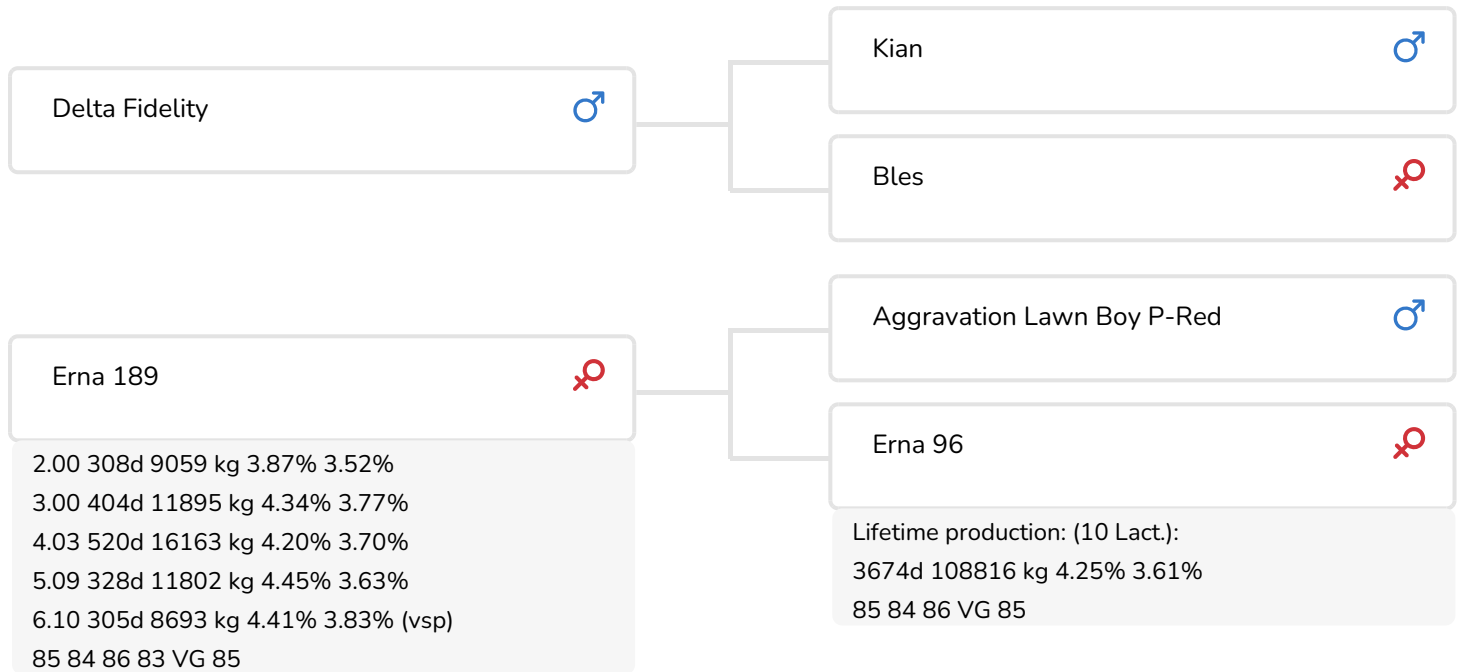 Delta Fidelity
Kian
Bles
Erna 189
2.00 308d 9059 kg 3.87% 3.52%
3.00 404d 11895 kg 4.34% 3.77%
4.03 520d 16163 kg 4.20% 3.70%
5.09 328d 11802 kg 4.45% 3.63%
6.10 305d 8693 kg 4.41% 3.83% (vsp)
85 84 86 83 VG 85
Aggravation Lawn Boy P-Red
Erna 96
Lifetime production: (10 Lact.):
3674d 108816 kg 4.25% 3.61%
85 84 86 VG 85